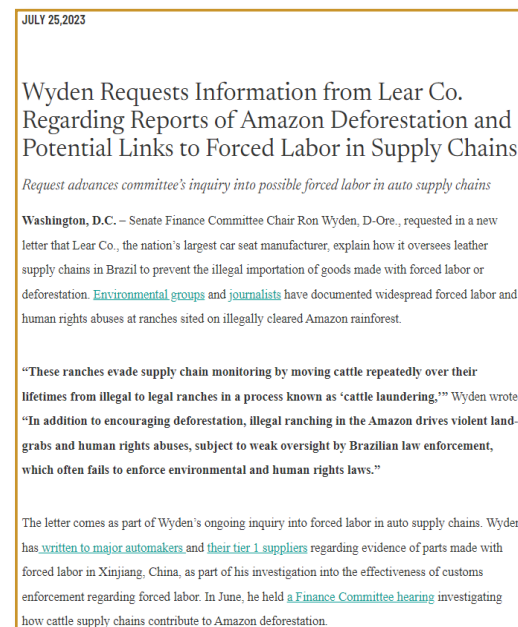 JULY 25,2023
Wyden Requests Information from Lear Co.
Regarding Reports of Amazon Deforestation and
Potential Links to Forced Labor in Supply Chains
Request advances committee's inquiry into possible forced labor in auto supply chains
Washington, D.C. – Senate Finance Committee Chair Ron Wyden, D-Ore., requested in a new
letter that Lear Co., the nation's largest car seat manufacturer, explain how it oversees leather
supply chains in Brazil to prevent the illegal importation of goods made with forced labor or
deforestation. Environmental groups and journalists have documented widespread forced labor and
human rights abuses at ranches sited on illegally cleared Amazon rainforest.
“These ranches evade supply chain monitoring by moving cattle repeatedly over their
lifetimes from illegal to legal ranches in a process known as ‘cattle laundering,’” Wyden wrote
“In addition to encouraging deforestation, illegal ranching in the Amazon drives violent land-
grabs and human rights abuses, subject to weak oversight by Brazilian law enforcement,
which often fails to enforce environmental and human rights laws.”
The letter comes as part of Wyden’s ongoing inquiry into forced labor in auto supply chains. Wyden
has written to major automakers and their tier 1 suppliers regarding evidence of parts made with
forced labor in Xinjiang, China, as part of his investigation into the effectiveness of customs
enforcement regarding forced labor. In June, he held a Finance Committee hearing investigating
how cattle supply chains contribute to Amazon deforestation.